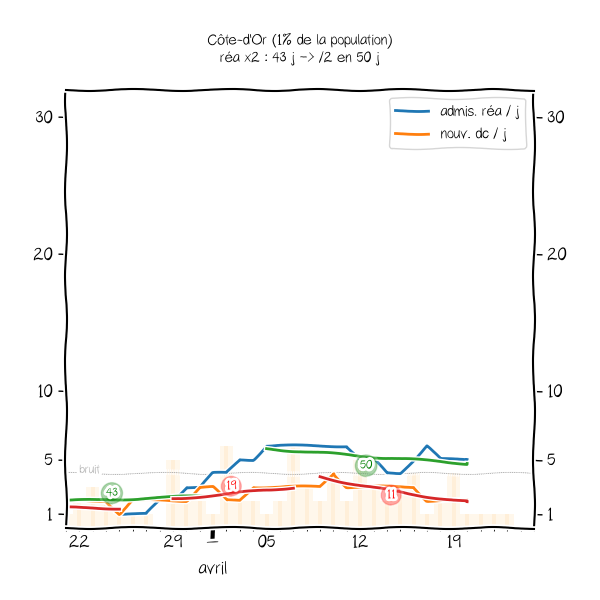 Côte-d'Or (1% de la population)
réa x2 : 43 j -> /2 en 50 j
admis. réa / j
nouv. dc / j
30 30
20 20
10 10
5 5
bruit
50
43
19
11
1 1
22 29 1 05 12 19
avril